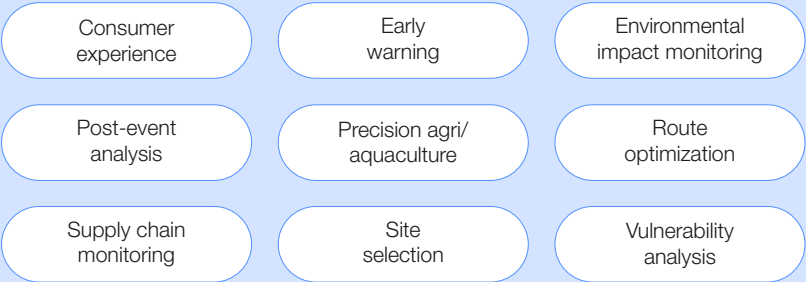 Consumer
experience
Early
warning
Environmental
impact monitoring
Post-event
analysis
Precision agri/
aquaculture
Route
optimization
Supply chain
monitoring
Site
selection
Vulnerability
analysis